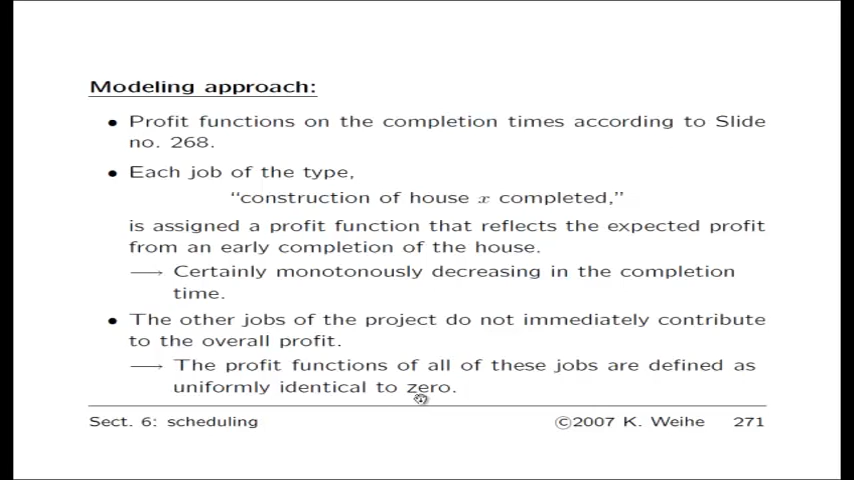 Modeling approach:
• Profit functions on the completion times according to Slide
no. 268.
• Each job of the type,
“construction of house x completed,”
is assigned a profit function that reflects the expected profit
from an early completion of the house.
⟶ Certainly monotonously decreasing in the completion
time.
• The other jobs of the project do not immediately contribute
to the overall profit.
⟶ The profit functions of all of these jobs are defined as
uniformly identical to zero.
Sect. 6: scheduling ©2007 K. Weihe 271